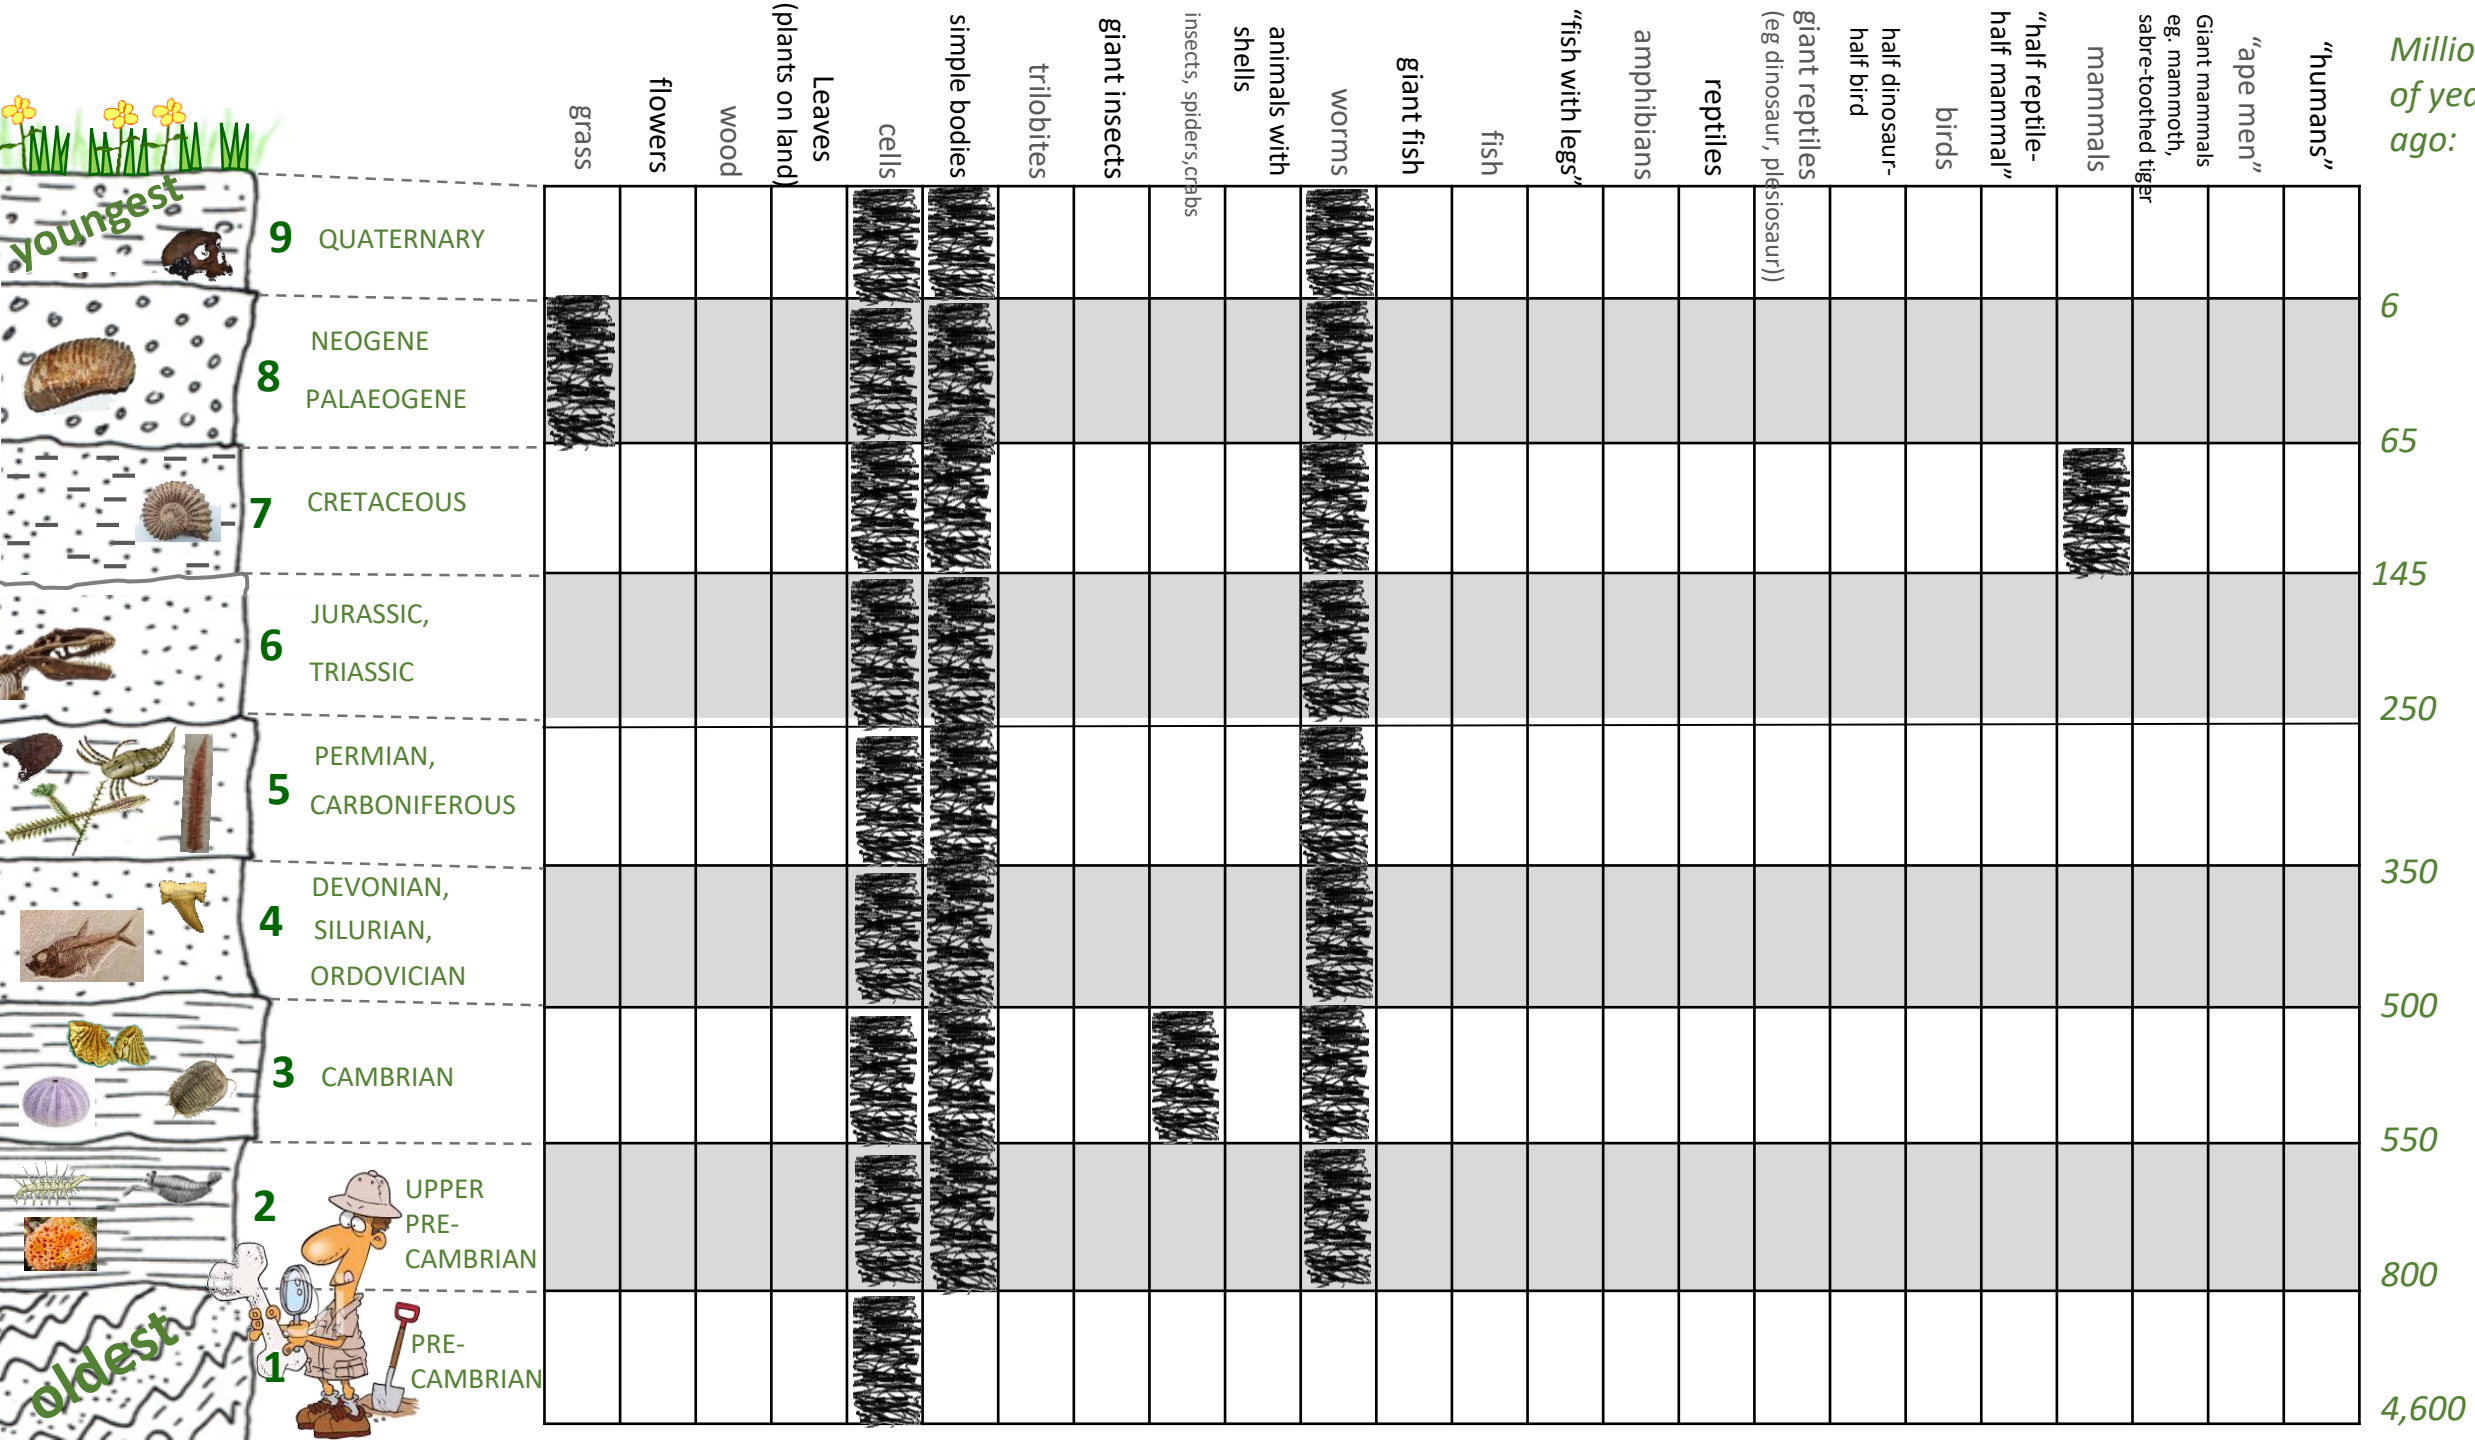 grass
flowers
wood
Leaves
(plants on land)
cells
simple bodies
trilobites
giant insects
insects, spiders,crabs
animals with
shells
worms
giant fish
fish
“fish with legs”
amphibians
reptiles
giant reptiles
(eg dinosaur, plesiosaur))
half dinosaur-
half bird
birds
“half reptile-
half mammal”
mammals
Giant mammals
eg. mammoth,
sabre-toothed tiger
“ape men”
“humans”
of
ago:
youngest
9 QUATERNARY
6
8
NEOGENE
PALAEOGENE
65
7 CRETACEOUS
145
6
JURASSIC,
TRIASSIC
250
5
PERMIAN,
CARBONIFEROUS
350
4
DEVONIAN,
SILURIAN,
ORDOVICIAN
500
3 CAMBRIAN
550
2
UPPER
PRE-
CAMBRIAN
800
oldest
1
PRE-
CAMBRIAN
4,600